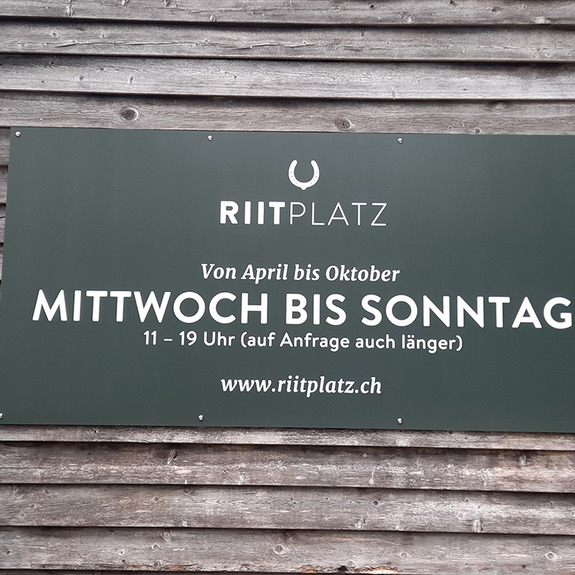 RIITPLATZ
Von April bis Oktober
MITTWOCH BIS SONNTAG
11 – 19 Uhr (auf Anfrage auch länger)
www.riitplatz.ch